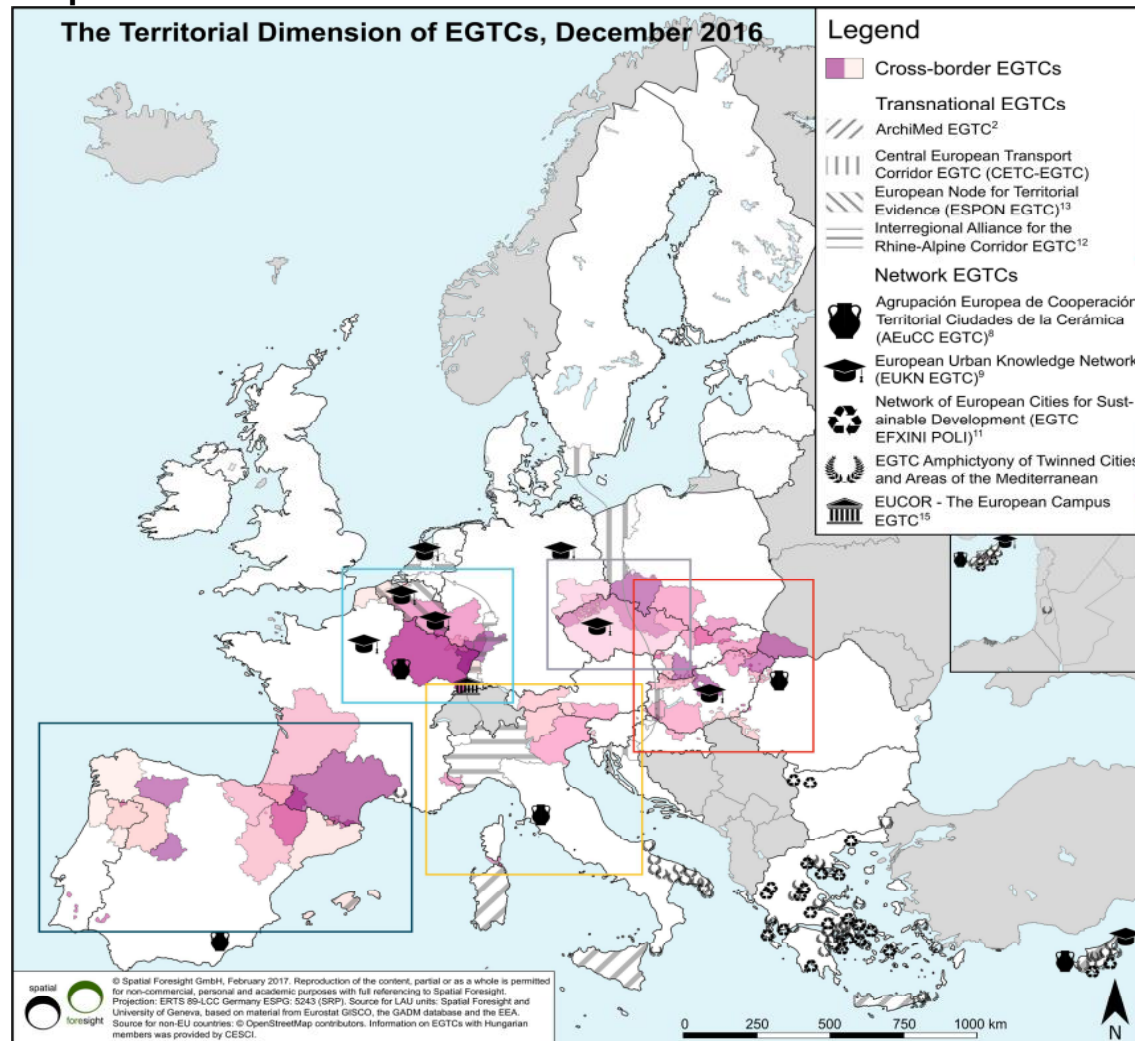 The Territorial Dimension of EGTCs, December 2016
Legend
Cross-border EGTCs
Transnational EGTCs
ArchiMed EGTC²
Central European Transport
Corridor EGTC (CETC-EGTC)
European Node for Territorial
Evidence (ESPON EGTC)¹³
Interregional Alliance for the
Rhine-Alpine Corridor EGTC¹²
Network EGTCs
Agrupación Europea de Cooperación
Territorial Ciudades de la Cerámica
(AEuCC EGTC)⁸
European Urban Knowledge Network
(EUKN EGTC)⁹
Network of European Cities for Sust-
ainable Development (EGTC
EFXINI POLI)¹¹
EGTC Amphictyony of Twinned Cities
and Areas of the Mediterranean
EUCOR - The European Campus
EGTC¹⁵
spatial
foresight
© Spatial Foresight GmbH, February 2017. Reproduction of the content, partial or as a whole is permitted
for non-commercial, personal and academic purposes with full referencing to Spatial Foresight.
Projection: ERTS 89-LCC Germany ESPG: 5243 (SRP). Source for LAU units: Spatial Foresight and
University of Geneva, based on material from Eurostat GISCO, the GADM database and the EEA.
Source for non-EU countries: © OpenStreetMap contributors. Information on EGTCs with Hungarian
members was provided by CESCI.
0 250 500 750 1000 km
N